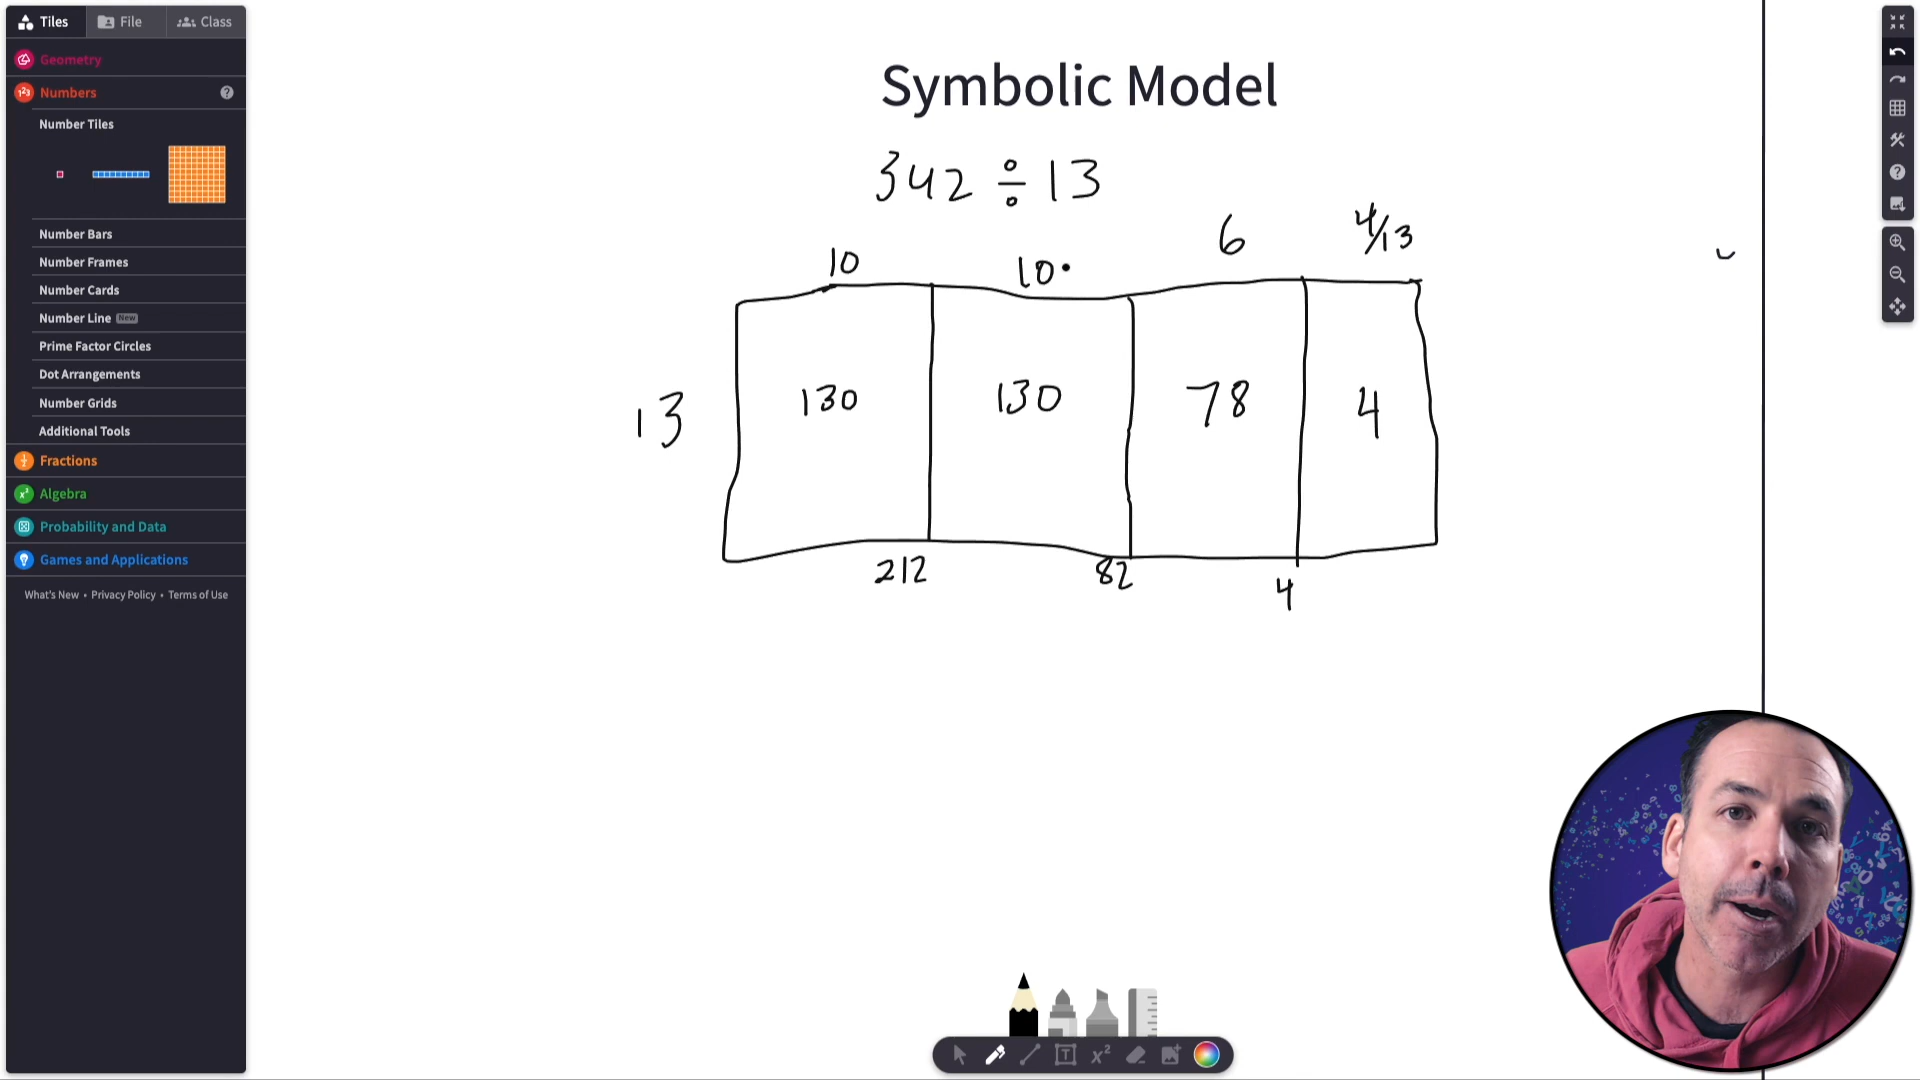 Tiles File Class
Geometry
Numbers
Number Tiles
Number Bars
Number Frames
Number Cards
Number Line New
Prime Factor Circles
Dot Arrangements
Number Grids
Additional Tools
Fractions
Algebra
Probability and Data
Games and Applications
What's New • Privacy Policy • Terms of Use
Symbolic Model
342 ÷ 13
10 10 6 4/13
13 130 130 78 4
212 82 4